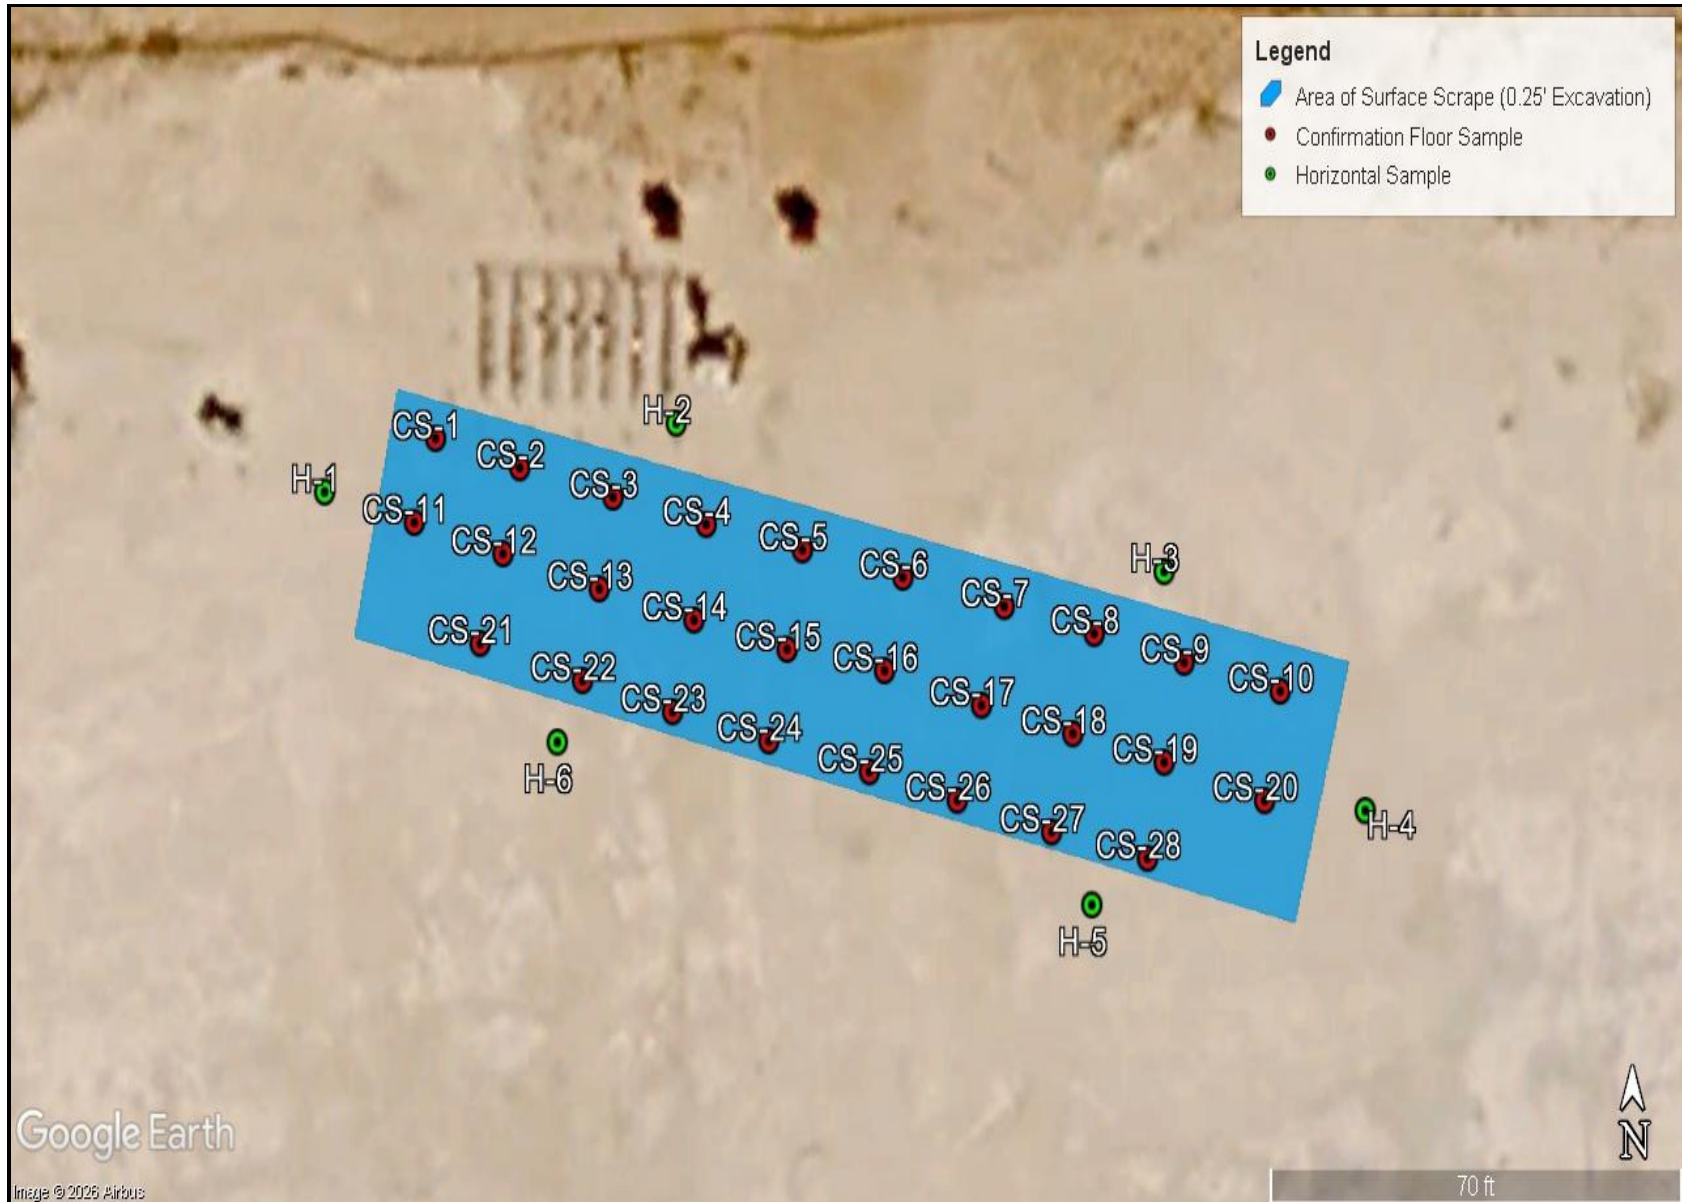 Legend
Area of Surface Scrape (0.25' Excavation)
Confirmation Floor Sample
Horizontal Sample
H-2
CS-1
CS-2
H-1
CS-3
CS-11
CS-4
CS-12
CS-5
H-3
CS-6
CS-13
CS-7
CS-14
CS-8
CS-21
CS-15
CS-9
CS-16
CS-22
CS-10
CS-17
CS-23
CS-18
CS-24
CS-19
CS-25
H-6
CS-26
CS-20
CS-27
H-4
CS-28
H-5
Google Earth
N
Image © 2026 Airbus
70 ft